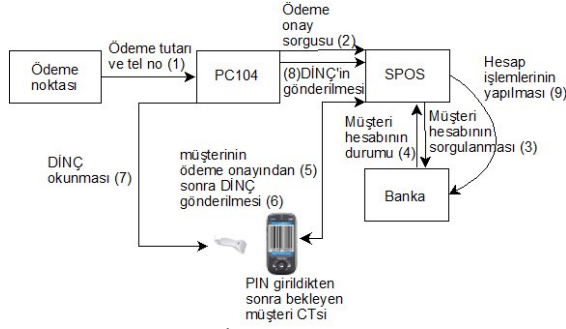 Ödeme
onay
sorgusu (2)
Ödeme tutarı
ve tel no (1)
Ödeme
noktası
PC104
(8)DİNÇ'in
gönderilmesi
SPOS
Hesap
işlemlerinin
yapılması (9)
Müşteri
hesabının
durumu (4)
Müşteri
hesabının
sorgulanması (3)
DİNÇ
okunması (7)
müşterinin
ödeme onayından (5)
sonra DİNÇ
gönderilmesi (6)
Banka
PIN girildikten
sonra bekleyen
müşteri CTsi